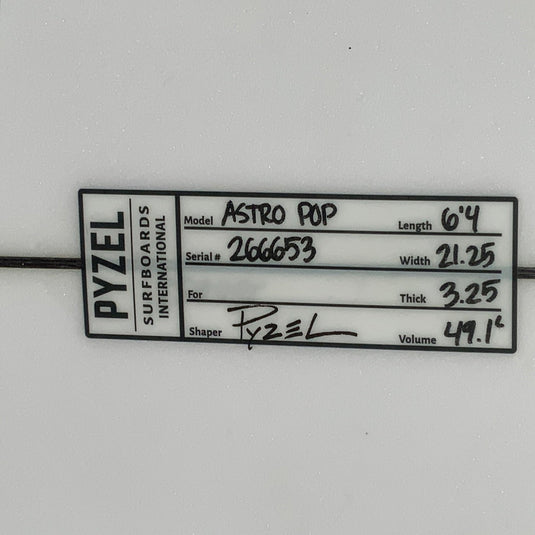 PYZEL
SURFBOARDS
INTERNATIONAL
Model ASTRO POP
Length 6'4
Serial # 266653
Width 21.25
For
Thick 3.25
Shaper PyzEL
Volume 49.1L